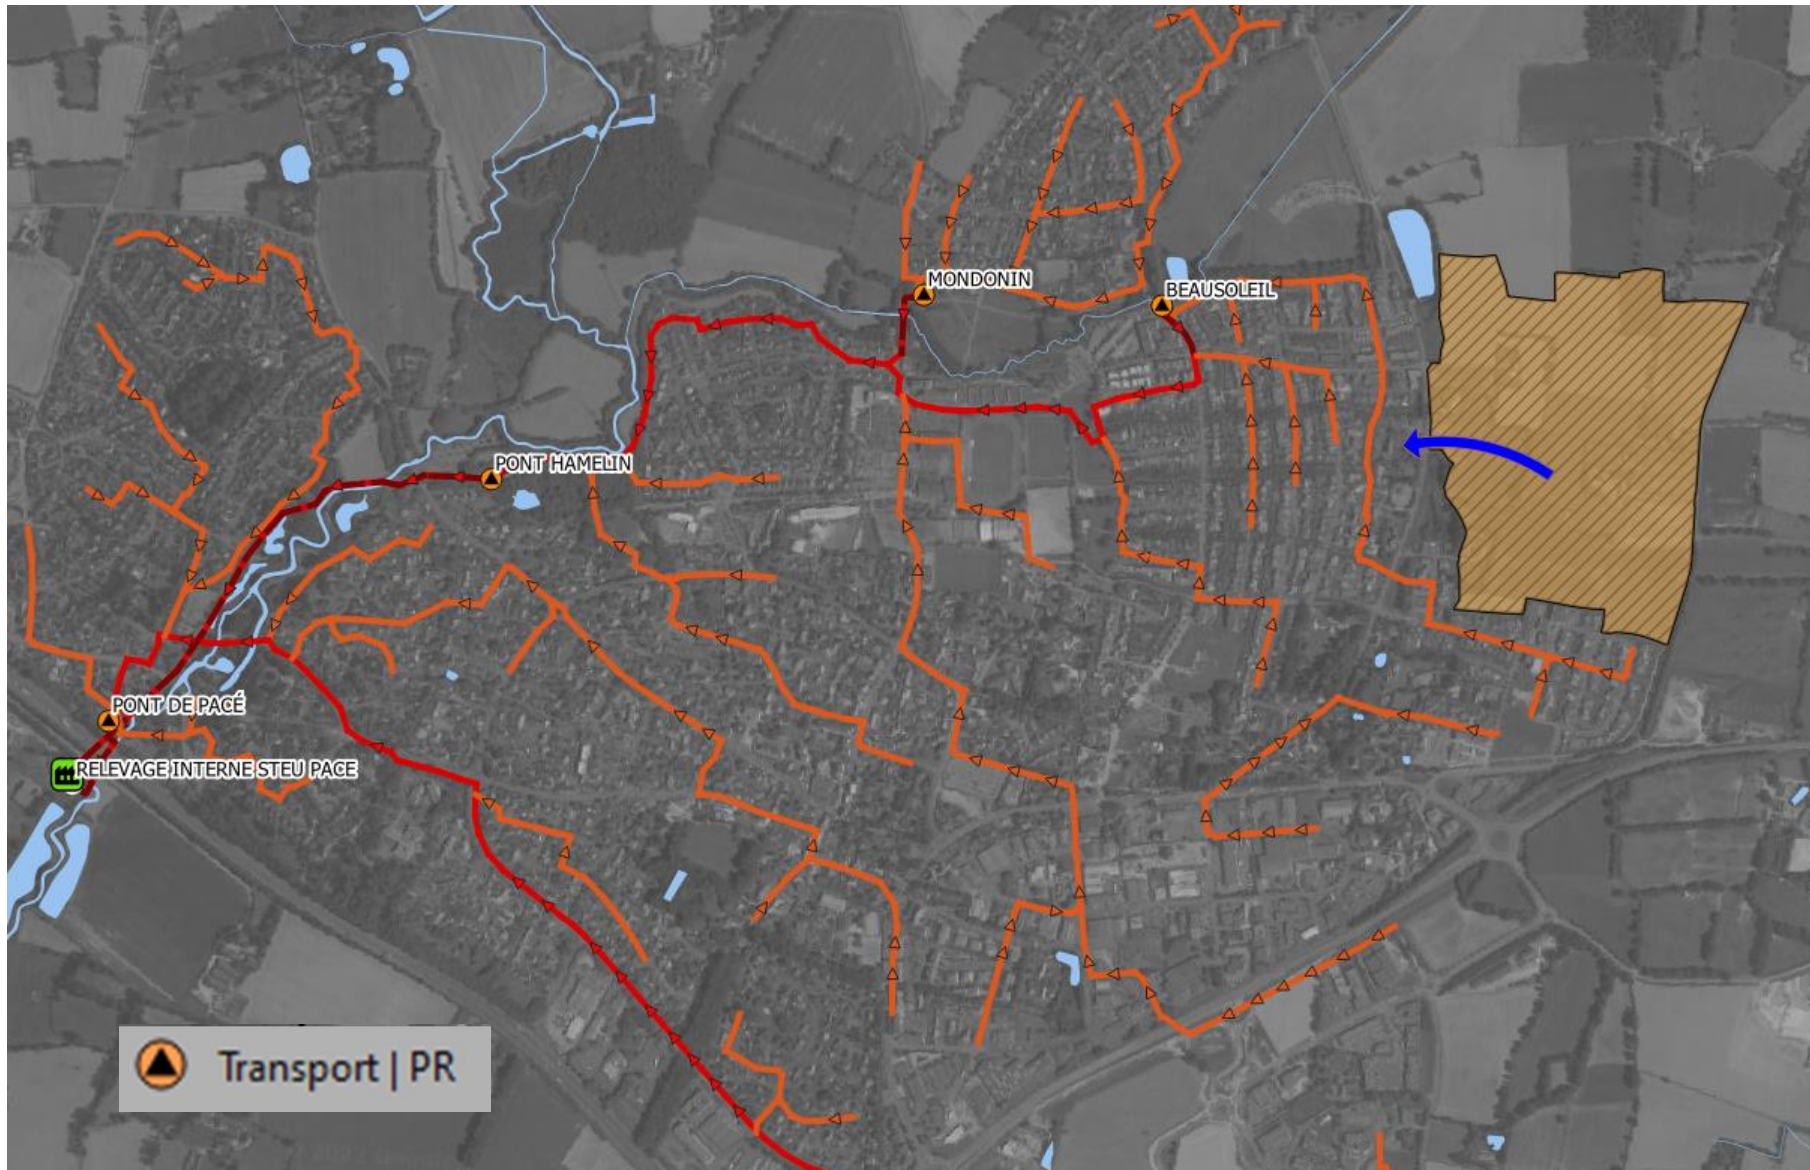 MONDONIN
BEAUSOLEIL
PONT HAMELIN
PONT DE PACÉ
RELEVAGE INTERNE STEU PACE
Transport | PR